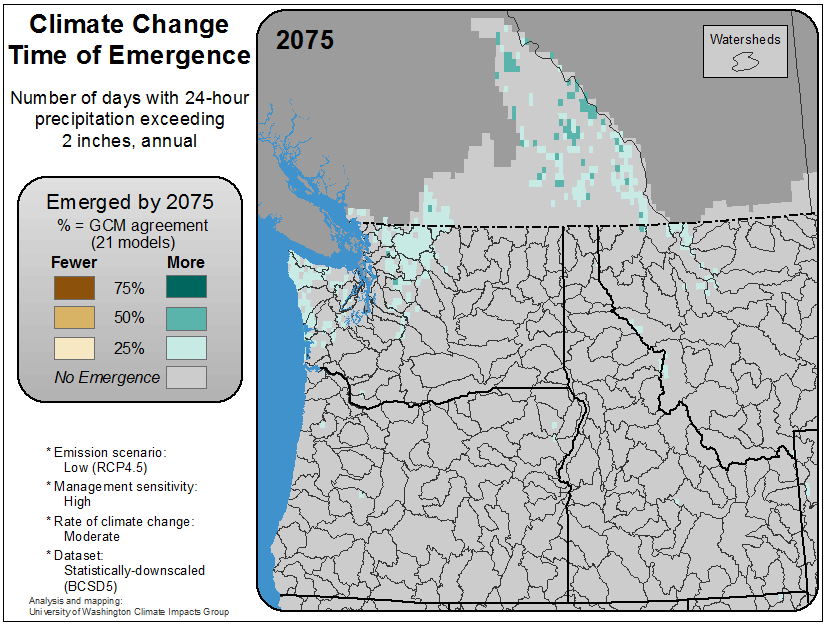 Climate Change
Time of Emergence
Number of days with 24-hour
precipitation exceeding
2 inches, annual
Emerged by 2075
% = GCM agreement
(21 models)
Fewer More
75%
50%
25%
No Emergence
* Emission scenario:
Low (RCP4.5)
* Management sensitivity:
High
* Rate of climate change:
Moderate
* Dataset:
Statistically-downscaled
(BCSD5)
Analysis and mapping:
University of Washington Climate Impacts Group
2075
Watersheds